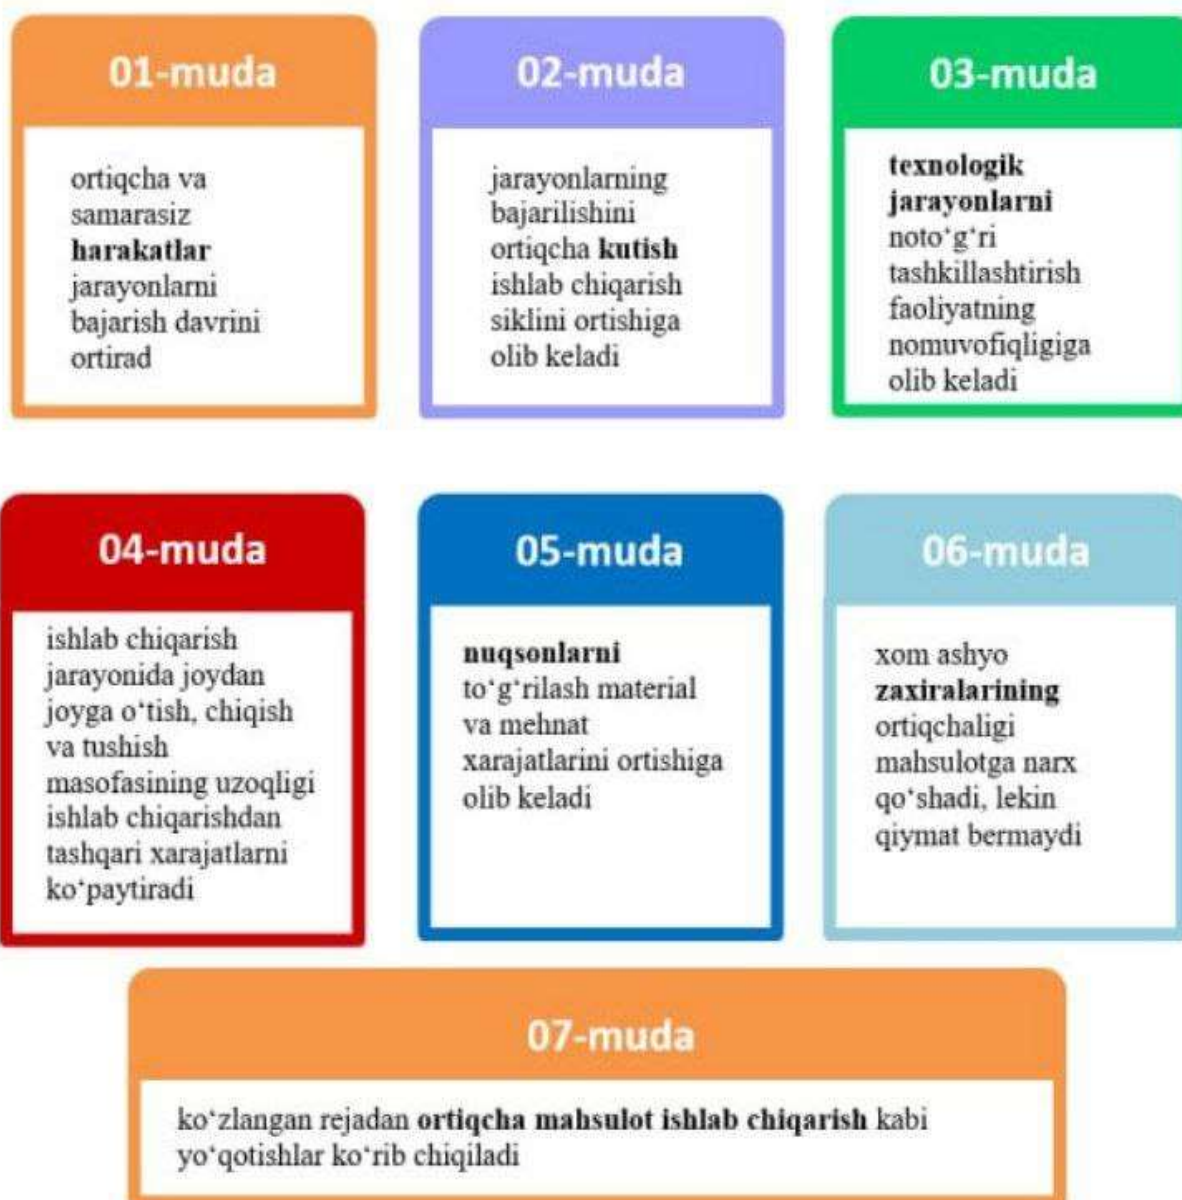 01-muda
ortiqcha va
samarasiz
harakatlar
jarayonlarni
bajarish davrini
ortirad
02-muda
jarayonlarning
bajarilishini
ortiqcha kutish
ishlab chiqarish
siklini ortishiga
olib keladi
03-muda
texnologik
jarayonlarni
noto‘g‘ri
tashkillashtirish
faoliyatning
nomuvofiqligiga
olib keladi
04-muda
ishlab chiqarish
jarayonida joydan
joyga o‘tish, chiqish
va tushish
masofasining uzoqligi
ishlab chiqarishdan
tashqari xarajatlarni
ko‘paytiradi
05-muda
nuqsonlarni
to‘g‘rilash material
va mehnat
xarajatlarini ortishiga
olib keladi
06-muda
xom ashyo
zaxiralarining
ortiqchaligi
mahsulotga narx
qo‘shadi, lekin
qiymat bermaydi
07-muda
ko‘zlangan rejadan ortiqcha mahsulot ishlab chiqarish kabi
yo‘qotishlar ko‘rib chiqiladi